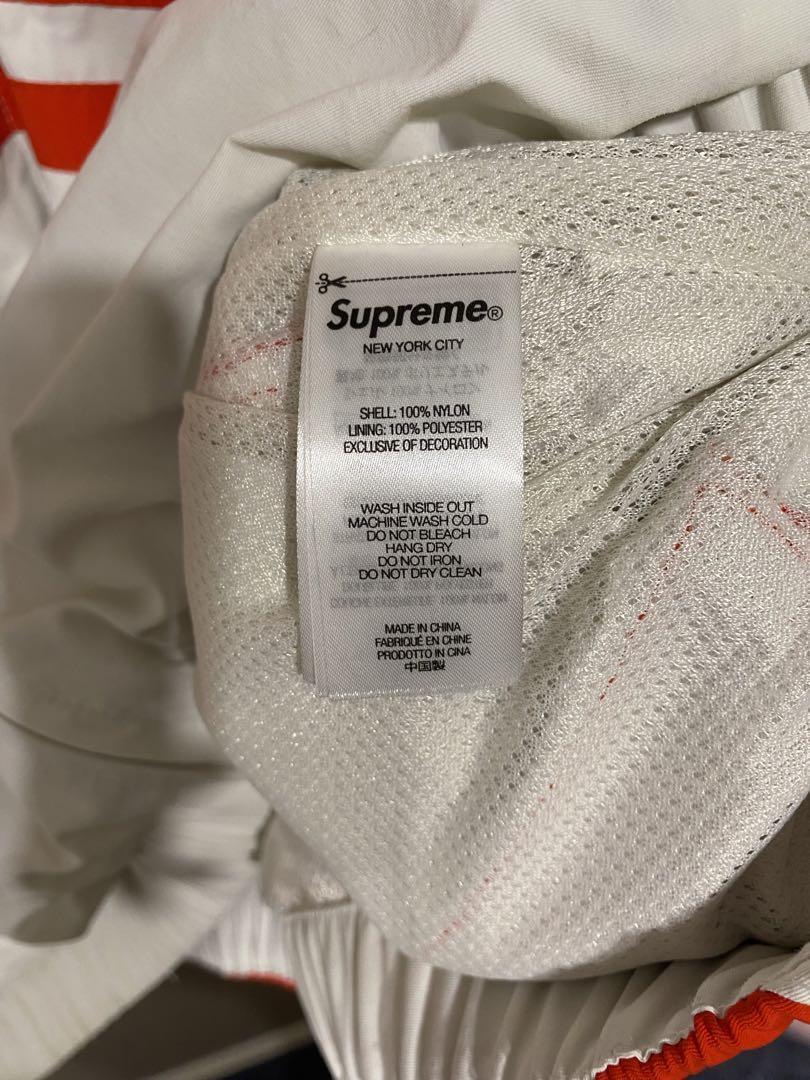 Supreme®
NEW YORK CITY
SHELL: 100% NYLON
LINING: 100% POLYESTER
EXCLUSIVE OF DECORATION
WASH INSIDE OUT
MACHINE WASH COLD
DO NOT BLEACH
HANG DRY
DO NOT IRON
DO NOT DRY CLEAN
MADE IN CHINA
FABRIQUÉ EN CHINE
PRODOTTO IN CINA
中国製